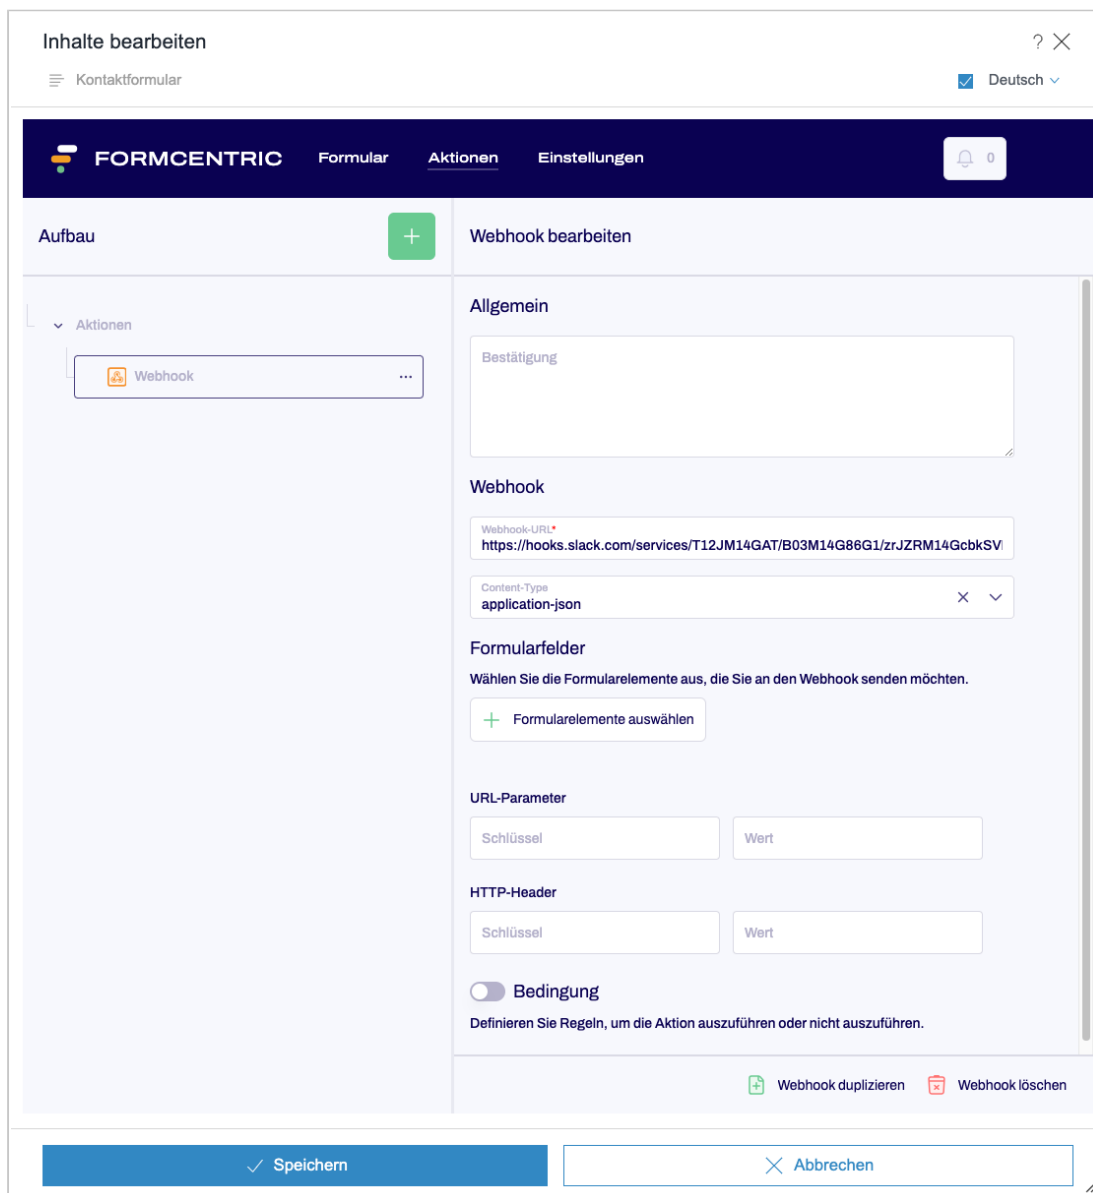 Inhalte bearbeiten
?
Kontaktformular
Deutsch
FORMCENTRIC Formular Aktionen Einstellungen 0
Aufbau
Webhook bearbeiten
Aktionen
Webhook
Allgemein
Bestätigung
Webhook
Webhook-URL*
https://hooks.slack.com/services/T12JM14GAT/B03M14G86G1/zrJZRM14GcbkSV
Content-Type
application-json
Formularfelder
Wählen Sie die Formularelemente aus, die Sie an den Webhook senden möchten.
Formularelemente auswählen
URL-Parameter
Schlüssel Wert
HTTP-Header
Schlüssel Wert
Bedingung
Definieren Sie Regeln, um die Aktion auszuführen oder nicht auszuführen.
Webhook duplizieren Webhook löschen
Speichern Abbrechen